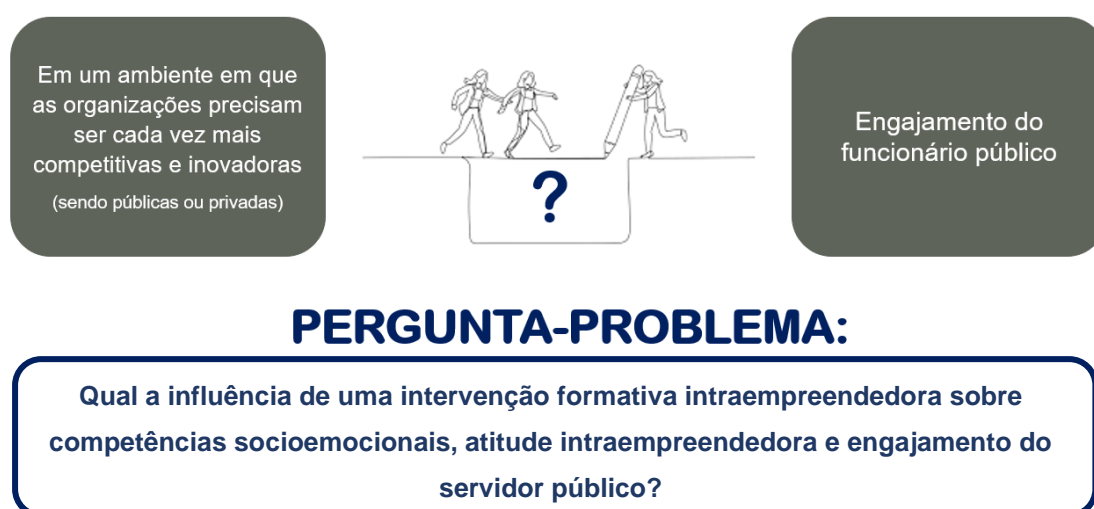 Em um ambiente em que
as organizações precisam
ser cada vez mais
competitivas e inovadoras
(sendo públicas ou privadas)
?
Engajamento do
funcionário público
PERGUNTA-PROBLEMA:
Qual a influência de uma intervenção formativa intraempreendedora sobre
competências socioemocionais, atitude intraempreendedora e engajamento do
servidor público?